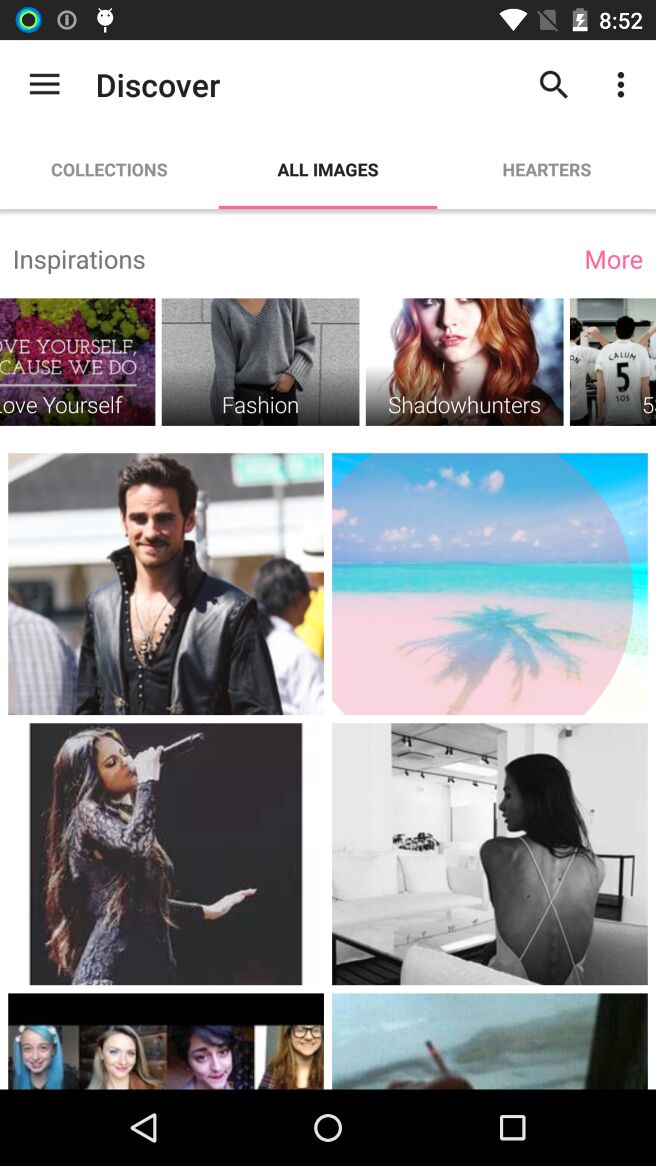 8:52
Discover
COLLECTIONS
ALL IMAGES
HEARTERS
Inspirations
More
OVE YOURSELF,
CAUSE WE DO
Love Yourself
Fashion
Shadowhunters
CALUM
5
SOS
5